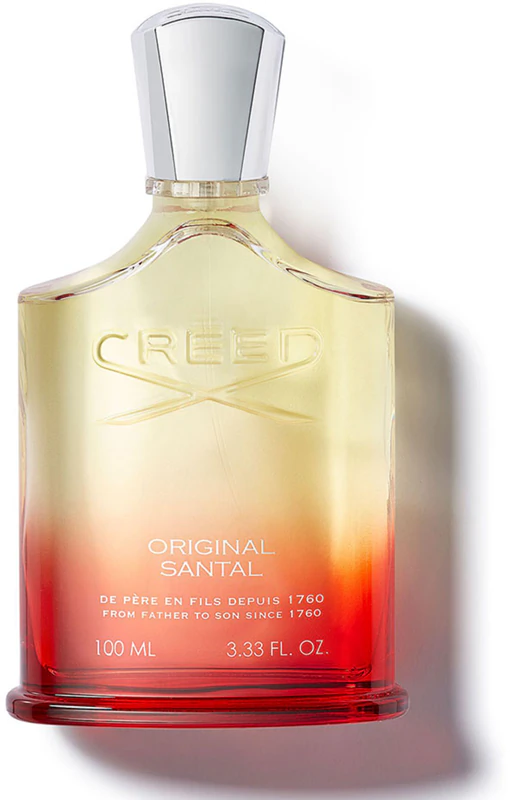 CREED
ORIGINAL
SANTAL
DE PÈRE EN FILS DEPUIS 1760
FROM FATHER TO SON SINCE 1760
100 ML 3.33 FL. OZ.